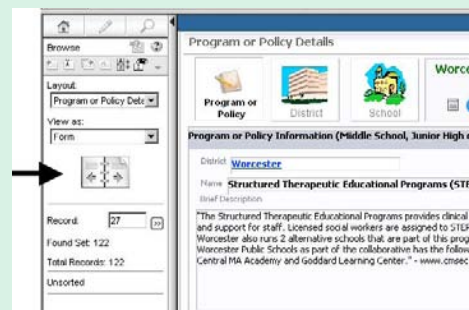 Browse
Layout:
Program or Policy Deta
View as:
Form
Record:
27
Found Set: 122
Total Records: 122
Unsorted
Program or Policy Details
Program or
Policy
District
School
Worce
Program or Policy Information (Middle School, Junior High
District Worcester
Name Structured Therapeutic Educational Programs (STE
Brief Description
"The Structured Therapeutic Educational Programs provides clinical
and support for staff. Licensed social workers are assigned to STEP
Worcester also runs 2 alternative schools that are part of this prog
Worcester Public Schools as part of the collaborative has the follow
Central MA Academy and Goddard Learning Center." - www.cmsec